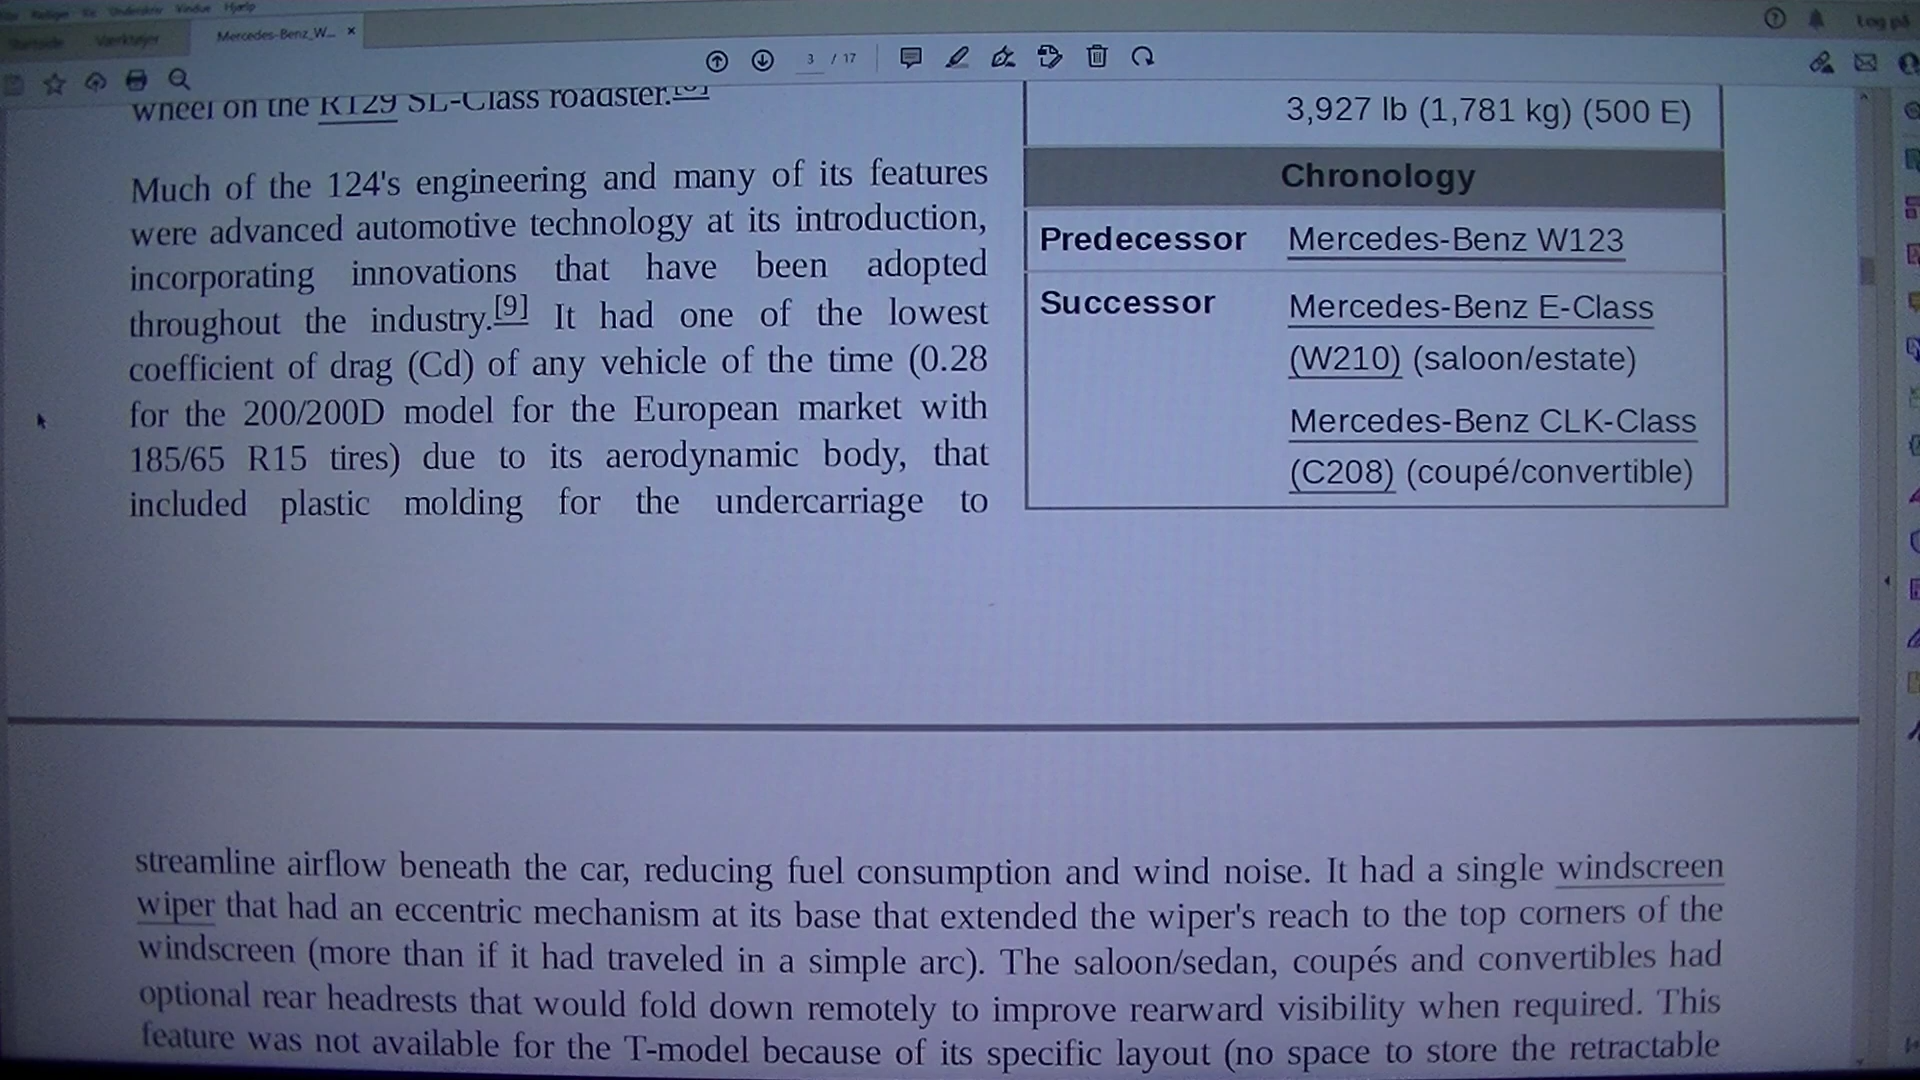 Vindue Hjælp
Værktøjer
Mercedes-Benz_W...
Log på
3 / 17
wheel on the R129 SL-Class roadster.
Much of the 124's engineering and many of its features
were advanced automotive technology at its introduction,
incorporating innovations that have been adopted
throughout the industry.[9] It had one of the lowest
coefficient of drag (Cd) of any vehicle of the time (0.28
for the 200/200D model for the European market with
185/65 R15 tires) due to its aerodynamic body, that
included plastic molding for the undercarriage to
3,927 lb (1,781 kg) (500 E)
Chronology
Predecessor Mercedes-Benz W123
Successor Mercedes-Benz E-Class
(W210) (saloon/estate)
Mercedes-Benz CLK-Class
(C208) (coupé/convertible)
streamline airflow beneath the car, reducing fuel consumption and wind noise. It had a single windscreen
wiper that had an eccentric mechanism at its base that extended the wiper's reach to the top corners of the
windscreen (more than if it had traveled in a simple arc). The saloon/sedan, coupés and convertibles had
optional rear headrests that would fold down remotely to improve rearward visibility when required. This
feature was not available for the T-model because of its specific layout (no space to store the retractable